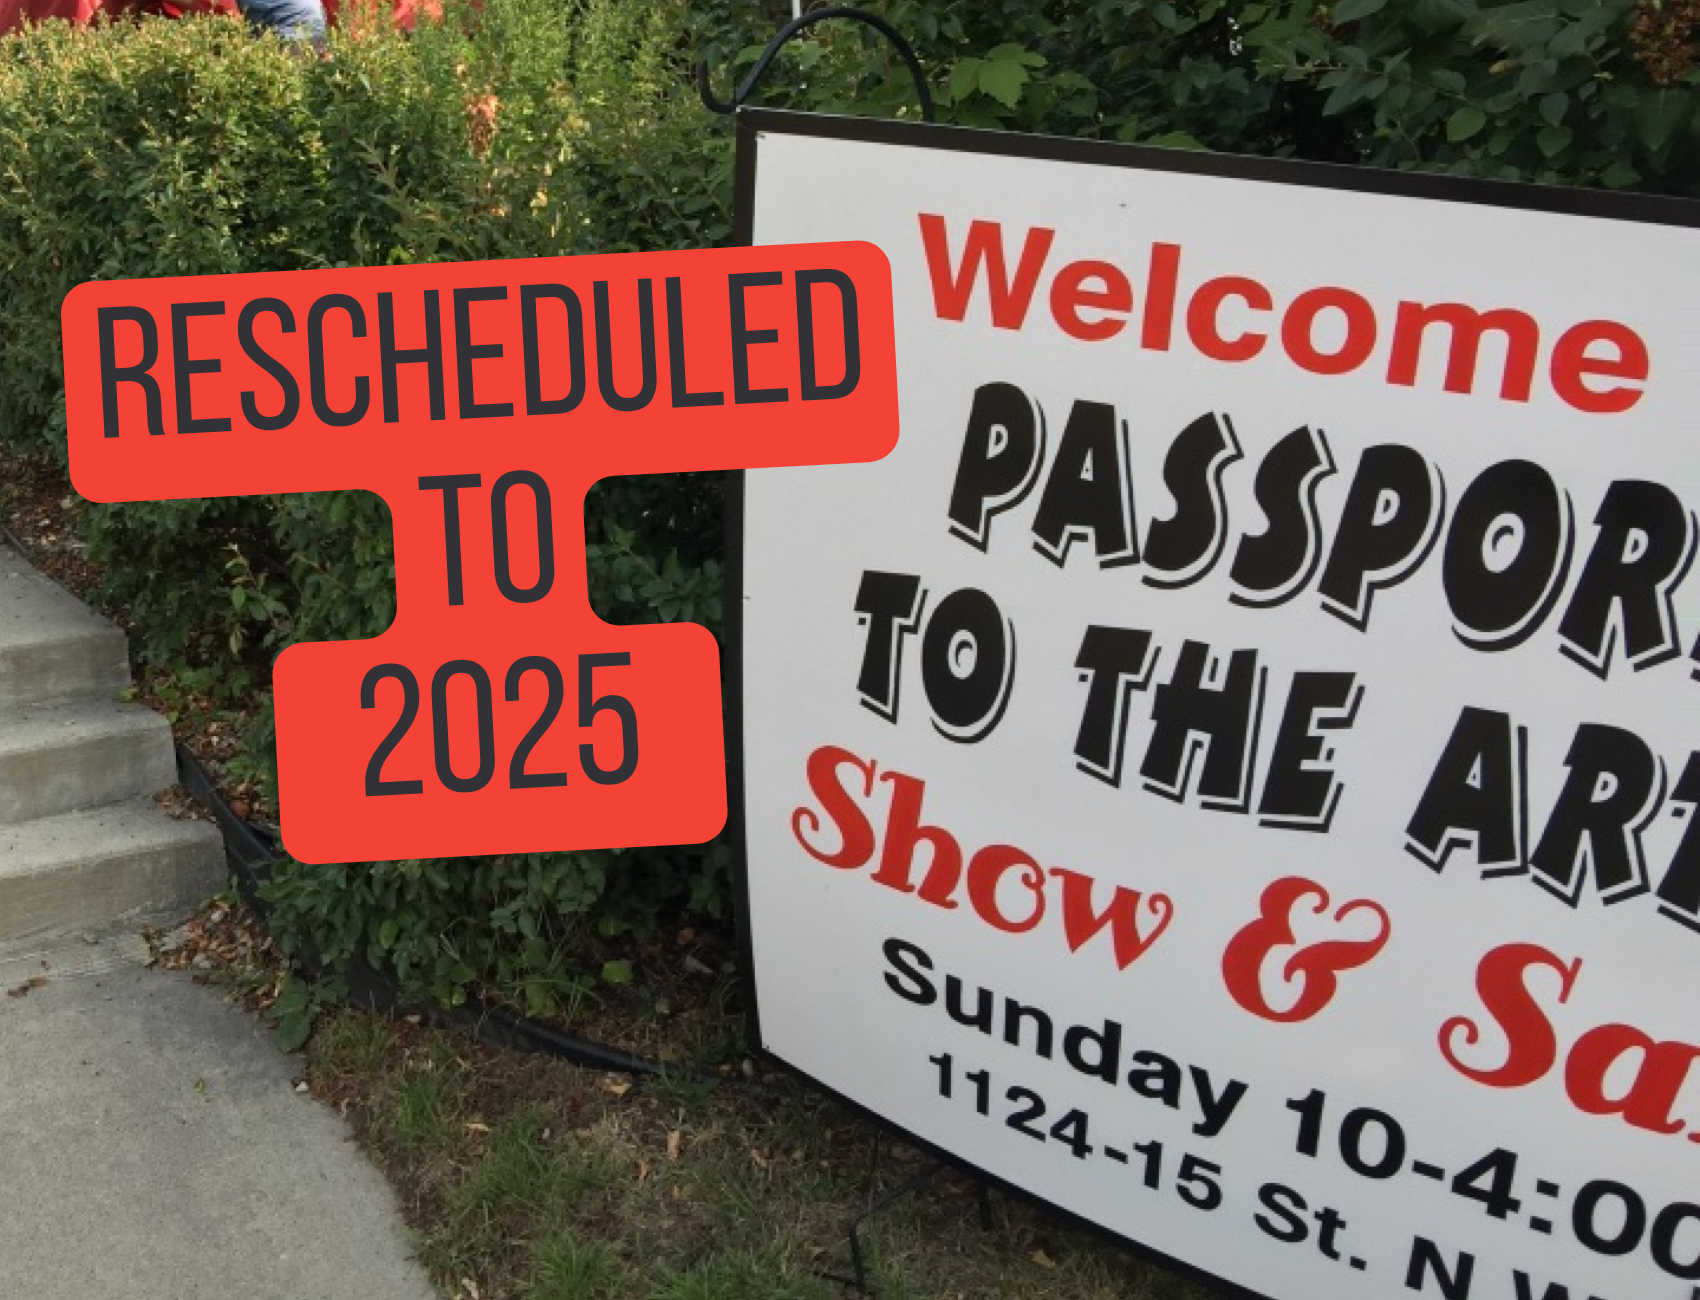 RESCHEDULED
TO
2025
Welcome
PASSPOR
TO THE AR
Show & Sa
Sunday 10-4:00
1124-15 St. N